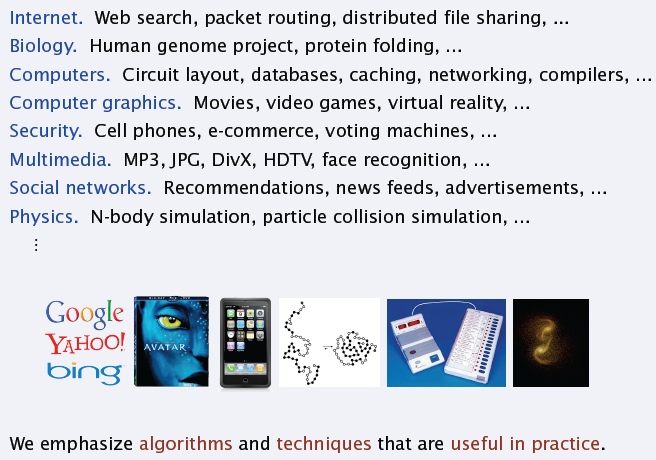 Internet. Web search, packet routing, distributed file sharing, ...
Biology. Human genome project, protein folding, …
Computers. Circuit layout, databases, caching, networking, compilers, …
Computer graphics. Movies, video games, virtual reality, …
Security. Cell phones, e-commerce, voting machines, …
Multimedia. MP3, JPG, DivX, HDTV, face recognition, …
Social networks. Recommendations, news feeds, advertisements, …
Physics. N-body simulation, particle collision simulation, …
⋮
Google
YAHOO!
bing
AVATAR
We emphasize algorithms and techniques that are useful in practice.